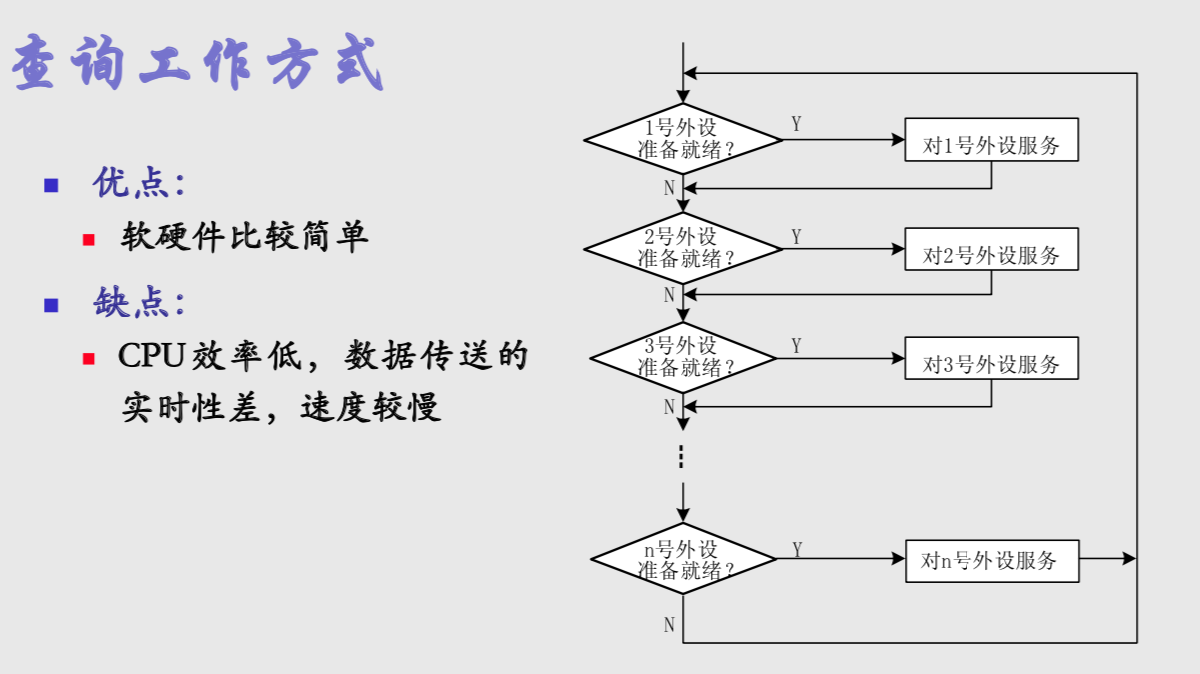 查询工作方式
优点：
软硬件比较简单
缺点：
CPU效率低，数据传送的
实时性差，速度较慢
1号外设
准备就绪？
Y
对1号外设服务
N
2号外设
准备就绪？
Y
对2号外设服务
N
3号外设
准备就绪？
Y
对3号外设服务
N
n号外设
准备就绪？
Y
对n号外设服务
N